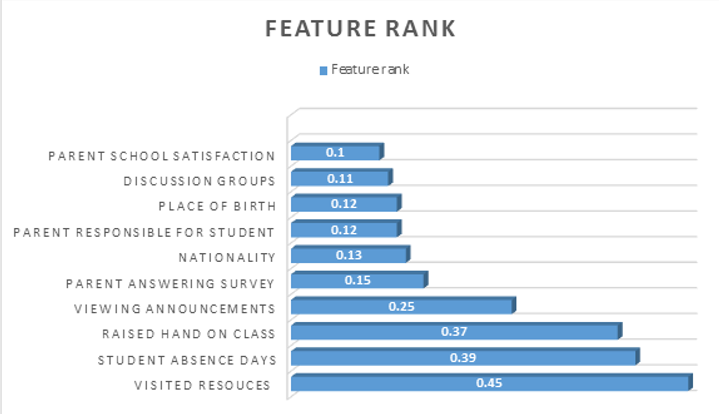 FEATURE RANK
Feature rank
PARENT SCHOOL SATISFACTION 0.1
DISCUSSION GROUPS 0.11
PLACE OF BIRTH 0.12
PARENT RESPONSIBLE FOR STUDENT 0.12
NATIONALITY 0.13
PARENT ANSWERING SURVEY 0.15
VIEWING ANNOUNCEMENTS 0.25
RAISED HAND ON CLASS 0.37
STUDENT ABSENCE DAYS 0.39
VISITED RESOUCES 0.45